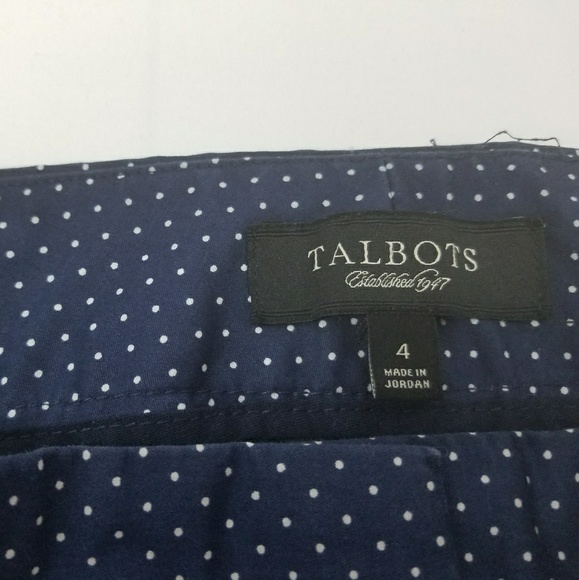 TALBOTS
Established 1947
4
MADE IN
JORDAN